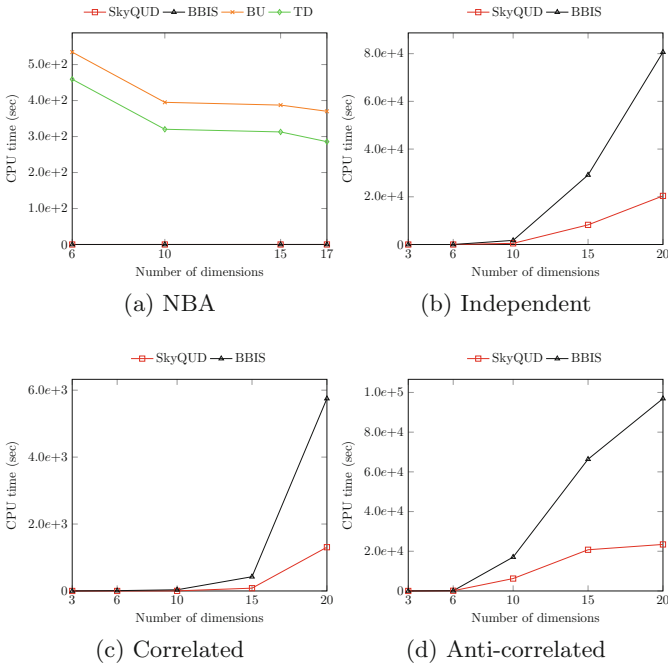 SkyQUD BBIS BU TD
CPU time (sec)
5.0e+2
4.0e+2
3.0e+2
2.0e+2
1.0e+2
0
6 10 15 17
Number of dimensions
(a) NBA
CPU time (sec)
8.0e+4
6.0e+4
4.0e+4
2.0e+4
0
3 6 10 15 20
Number of dimensions
(b) Independent
SkyQUD BBIS
CPU time (sec)
6.0e+3
4.0e+3
2.0e+3
0
3 6 10 15 20
Number of dimensions
(c) Correlated
SkyQUD BBIS
CPU time (sec)
1.0e+5
8.0e+4
6.0e+4
4.0e+4
2.0e+4
0
3 6 10 15 20
Number of dimensions
(d) Anti-correlated